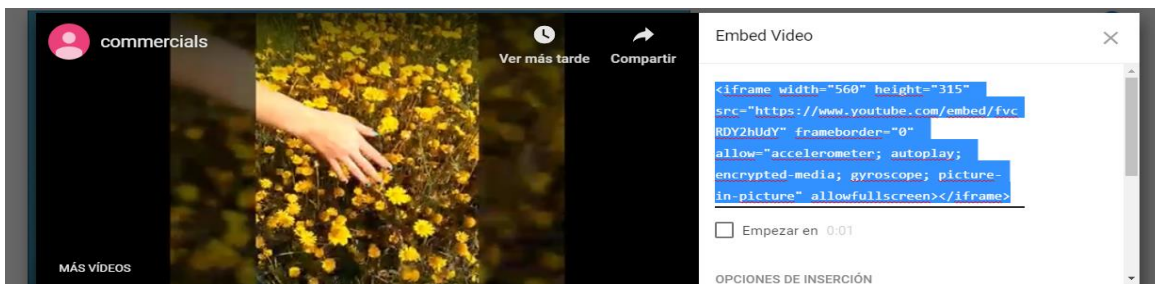 commercials
Ver más tarde
Compartir
MÁS VÍDEOS
Embed Video
<iframe width="560" height="315"
src="https://www.youtube.com/embed/fvc
RDY2hUdY" frameborder="0"
allow="accelerometer; autoplay;
encrypted-media; gyroscope; picture-
in-picture" allowfullscreen></iframe>
Empezar en 0:01
OPCIONES DE INSERCIÓN